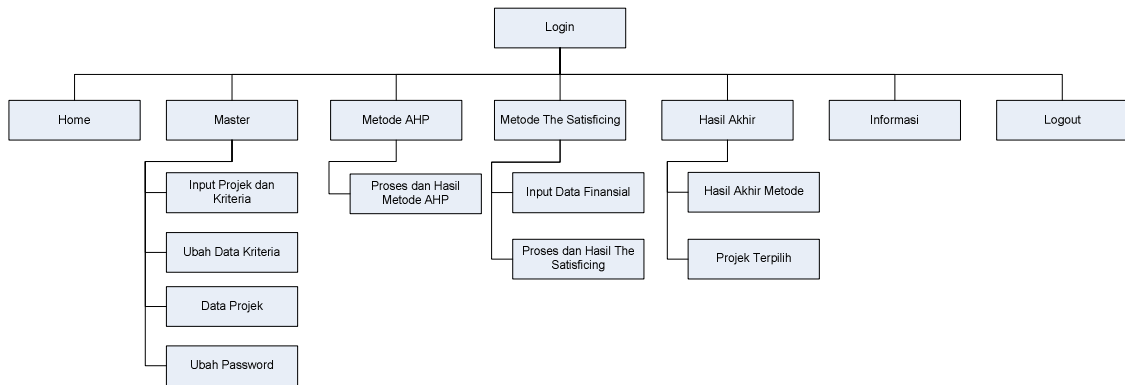 Login
Home
Master
Metode AHP
Metode The Satisficing
Hasil Akhir
Informasi
Logout
Input Projek dan
Kriteria
Ubah Data Kriteria
Data Projek
Ubah Password
Proses dan Hasil
Metode AHP
Input Data Finansial
Proses dan Hasil The
Satisficing
Hasil Akhir Metode
Projek Terpilih